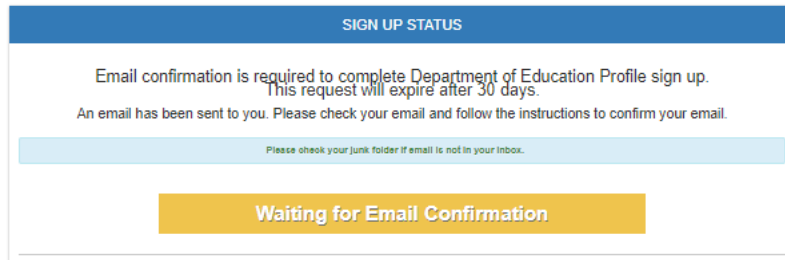 SIGN UP STATUS
Email confirmation is required to complete Department of Education Profile sign up.
This request will expire after 30 days.
An email has been sent to you. Please check your email and follow the instructions to confirm your email.
Please check your junk folder if email is not in your inbox.
Waiting for Email Confirmation